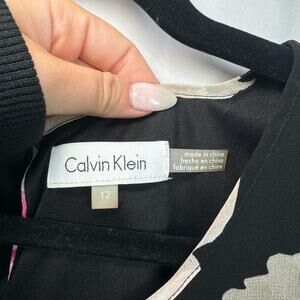 Calvin Klein
12
made in china
hecho en china
fabriqué en chine